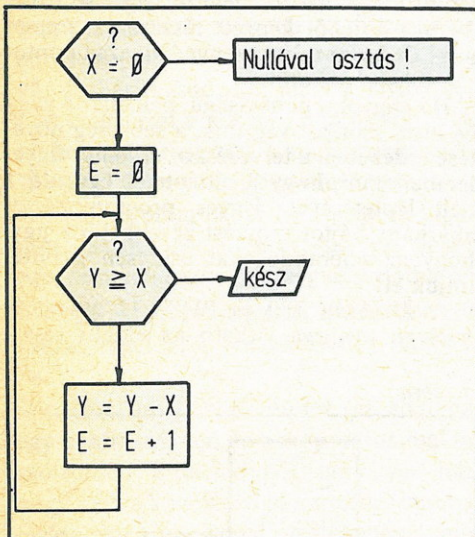 ?
X = Ø
Nullával osztás !
E = Ø
?
Y ≧ X
kész
Y = Y - X
E = E + 1